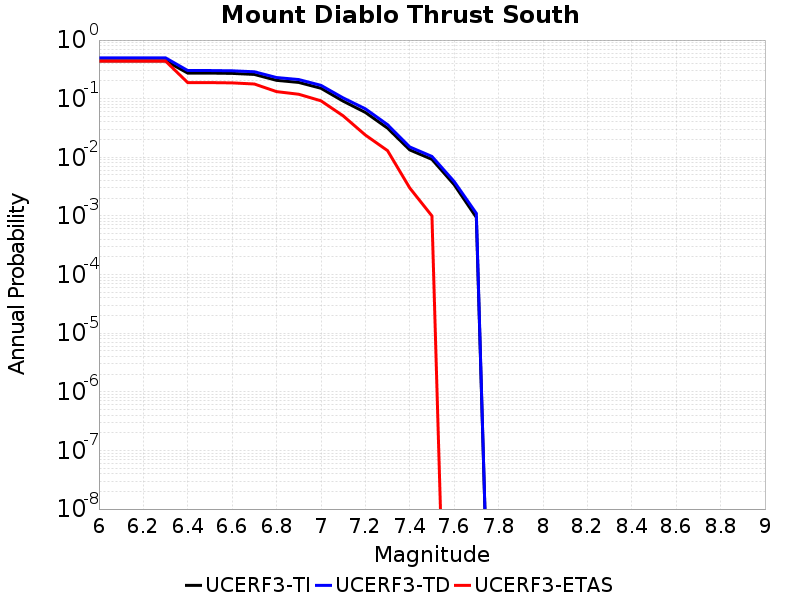 Mount Diablo Thrust South
Annual Probability
10^0
10^-1
10^-2
10^-3
10^-4
10^-5
10^-6
10^-7
10^-8
6 6.2 6.4 6.6 6.8 7 7.2 7.4 7.6 7.8 8 8.2 8.4 8.6 8.8 9
Magnitude
UCERF3-TI UCERF3-TD UCERF3-ETAS